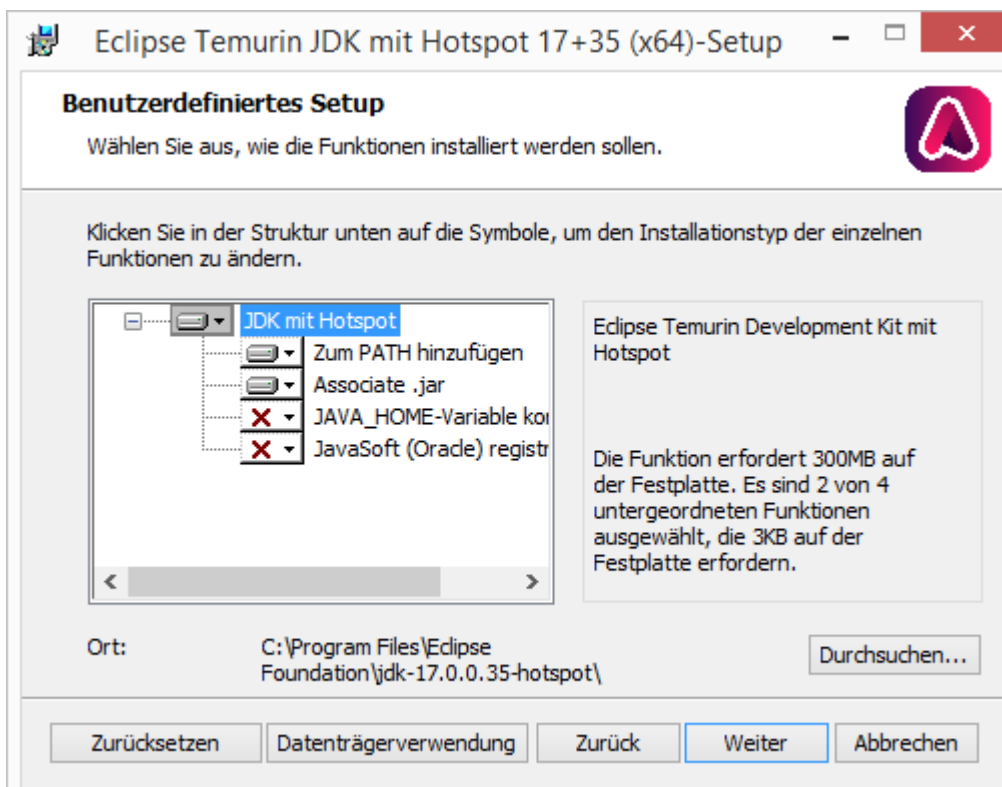 Eclipse Temurin JDK mit Hotspot 17+35 (x64)-Setup
Benutzerdefiniertes Setup
Wählen Sie aus, wie die Funktionen installiert werden sollen.
Klicken Sie in der Struktur unten auf die Symbole, um den Installationstyp der einzelnen
Funktionen zu ändern.
JDK mit Hotspot
Zum PATH hinzufügen
Associate .jar
JAVA_HOME-Variable kon
JavaSoft (Oracle) registr
Eclipse Temurin Development Kit mit
Hotspot
Die Funktion erfordert 300MB auf
der Festplatte. Es sind 2 von 4
untergeordneten Funktionen
ausgewählt, die 3KB auf der
Festplatte erfordern.
Ort:
C:\Program Files\Eclipse
Foundation\jdk-17.0.0.35-hotspot\
Durchsuchen...
Zurücksetzen
Datenträgerverwendung
Zurück
Weiter
Abbrechen